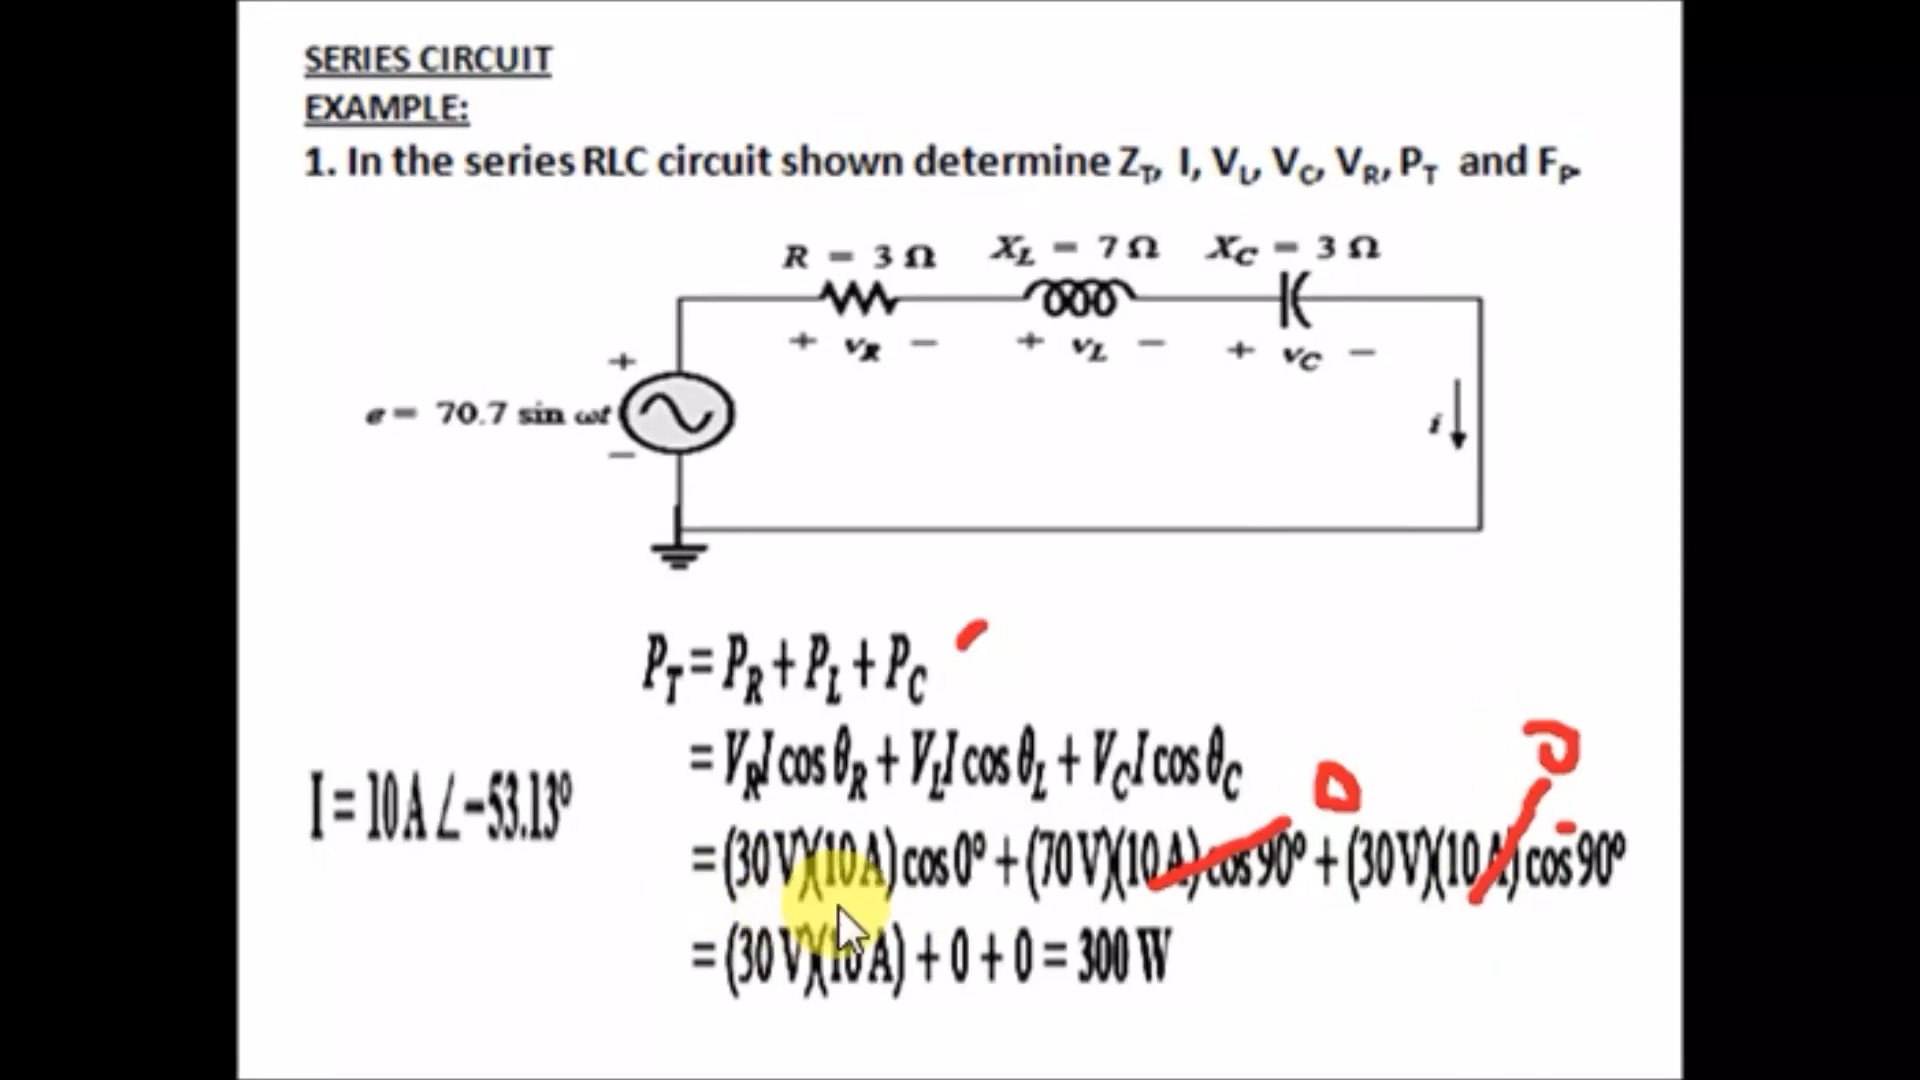 SERIES CIRCUIT
EXAMPLE:
1. In the series RLC circuit shown determine Z_T, I, V_L, V_C, V_R, P_T and F_P.
R = 3 Ω X_L = 7 Ω X_C = 3 Ω
+ v_R − + v_L − + v_C −
+
e = 70.7 sin ωt
−
i
P_T = P_R + P_L + P_C
= V_R I cos θ_R + V_L I cos θ_L + V_C I cos θ_C
I = 10 A ∠ −53.13°
0 0
= (30 V)(10 A) cos 0° + (70 V)(10 A) cos 90° + (30 V)(10 A) cos 90°
= (30 V)(10 A) + 0 + 0 = 300 W